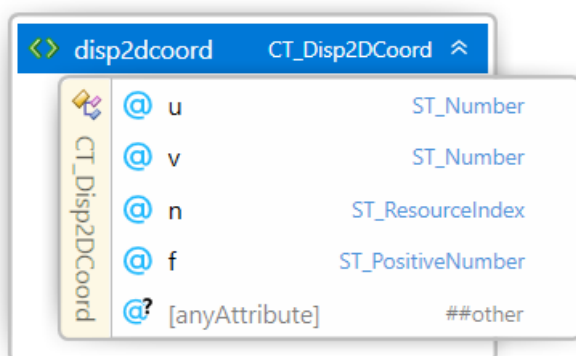 disp2dcoord CT_Disp2DCoord
CT_Disp2DCoord
@ u ST_Number
@ v ST_Number
@ n ST_ResourceIndex
@ f ST_PositiveNumber
@? [anyAttribute] ##other